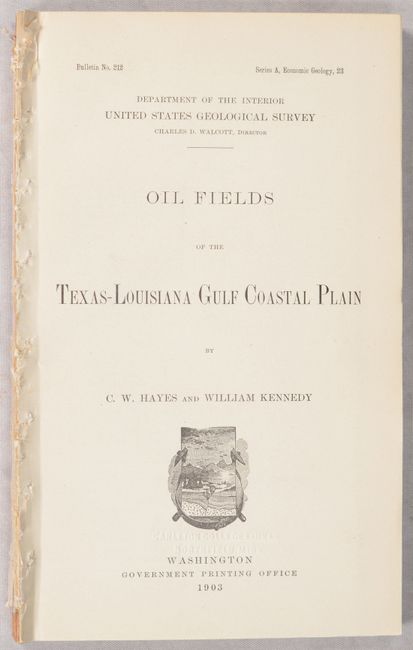 Bulletin No. 212 Series A, Economic Geology, 23
DEPARTMENT OF THE INTERIOR
UNITED STATES GEOLOGICAL SURVEY
CHARLES D. WALCOTT, DIRECTOR
OIL FIELDS
OF THE
TEXAS-LOUISIANA GULF COASTAL PLAIN
BY
C. W. HAYES AND WILLIAM KENNEDY
WASHINGTON
GOVERNMENT PRINTING OFFICE
1903